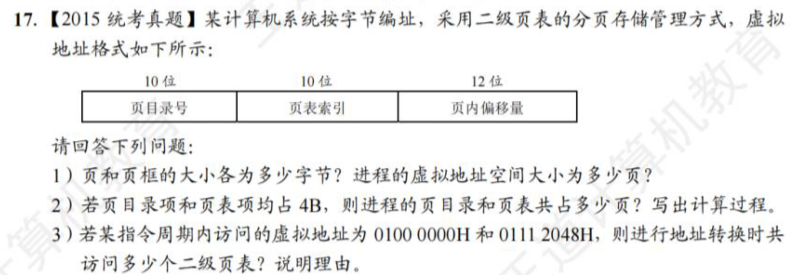 17.【2015 统考真题】某计算机系统按字节编址，采用二级页表的分页存储管理方式，虚拟
地址格式如下所示：
10 位 10 位 12 位
页目录号 页表索引 页内偏移量
请回答下列问题：
1）页和页框的大小各为多少字节？进程的虚拟地址空间大小为多少页？
2）若页目录项和页表项均占 4B，则进程的页目录和页表共占多少页？写出计算过程。
3）若某指令周期内访问的虚拟地址为 0100 0000H 和 0111 2048H，则进行地址转换时共
访问多少个二级页表？说明理由。